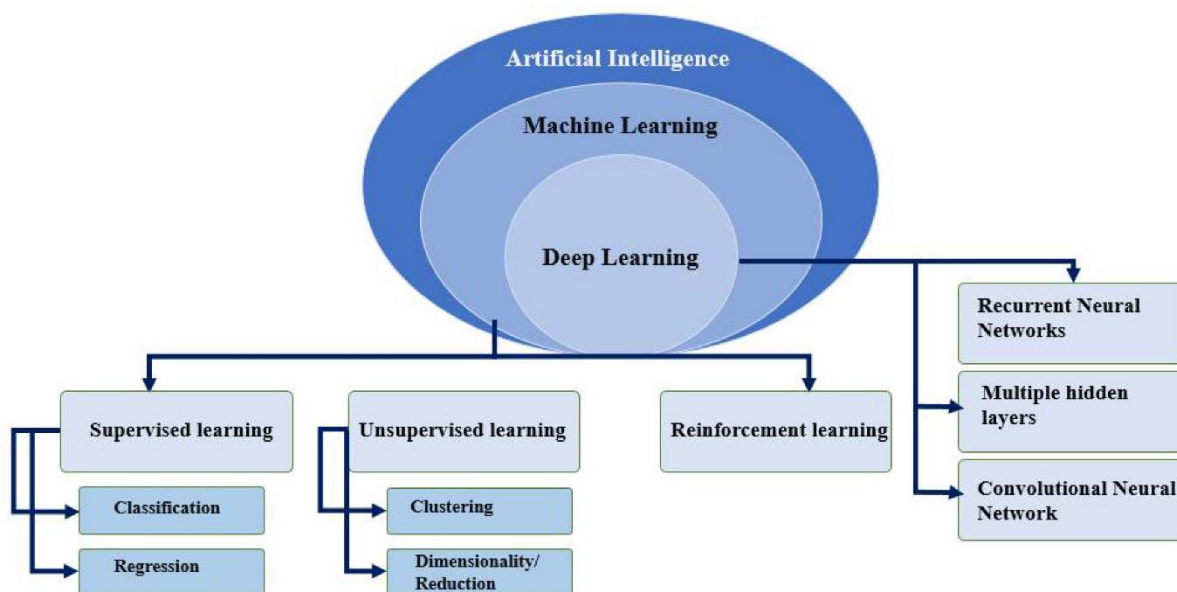 Artificial Intelligence
Machine Learning
Deep Learning
Recurrent Neural
Networks
Multiple hidden
layers
Convolutional Neural
Network
Supervised learning
Classification
Regression
Unsupervised learning
Clustering
Dimensionality/
Reduction
Reinforcement learning